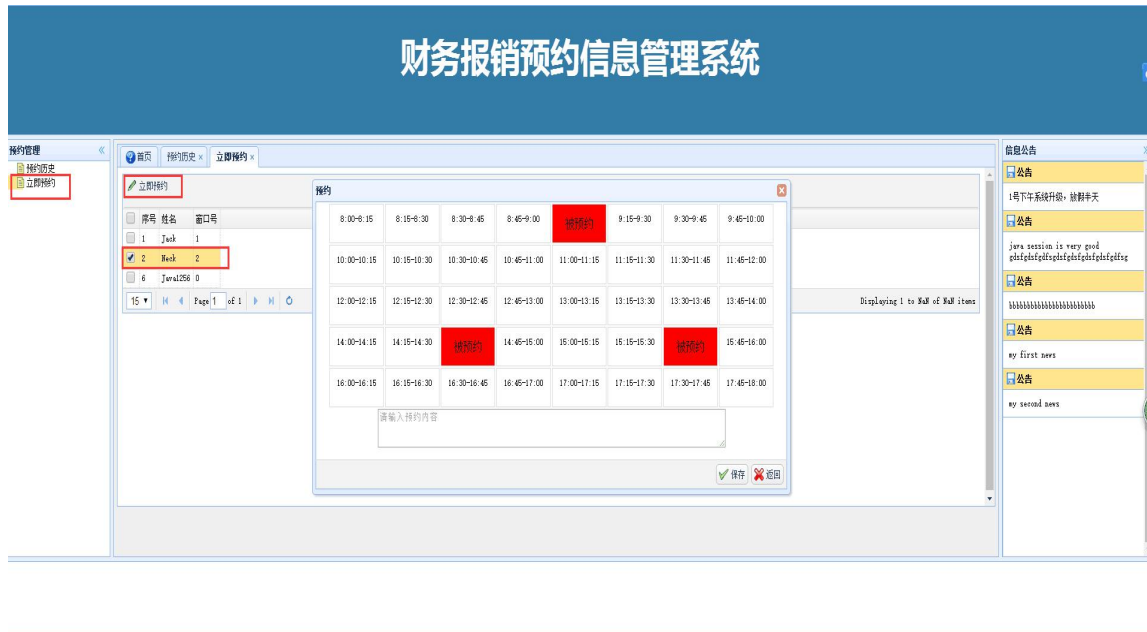 财务报销预约信息管理系统
预约管理
预约历史
立即预约
首页 预约历史 立即预约
立即预约
序号 姓名 窗口号
1 Jack 1
2 Neck 2
6 Java1256 0
15 Page 1 of 1
Displaying 1 to NaN of NaN items
预约
8:00-8:15 8:15-8:30 8:30-8:45 8:45-9:00 被预约 9:15-9:30 9:30-9:45 9:45-10:00
10:00-10:15 10:15-10:30 10:30-10:45 10:45-11:00 11:00-11:15 11:15-11:30 11:30-11:45 11:45-12:00
12:00-12:15 12:15-12:30 12:30-12:45 12:45-13:00 13:00-13:15 13:15-13:30 13:30-13:45 13:45-14:00
14:00-14:15 14:15-14:30 被预约 14:45-15:00 15:00-15:15 15:15-15:30 被预约 15:45-16:00
16:00-16:15 16:15-16:30 16:30-16:45 16:45-17:00 17:00-17:15 17:15-17:30 17:30-17:45 17:45-18:00
请输入预约内容
保存 返回
信息公告
公告
1号下午系统升级，放假半天
公告
java session is very good
公告
公告
my first news
公告
my second news